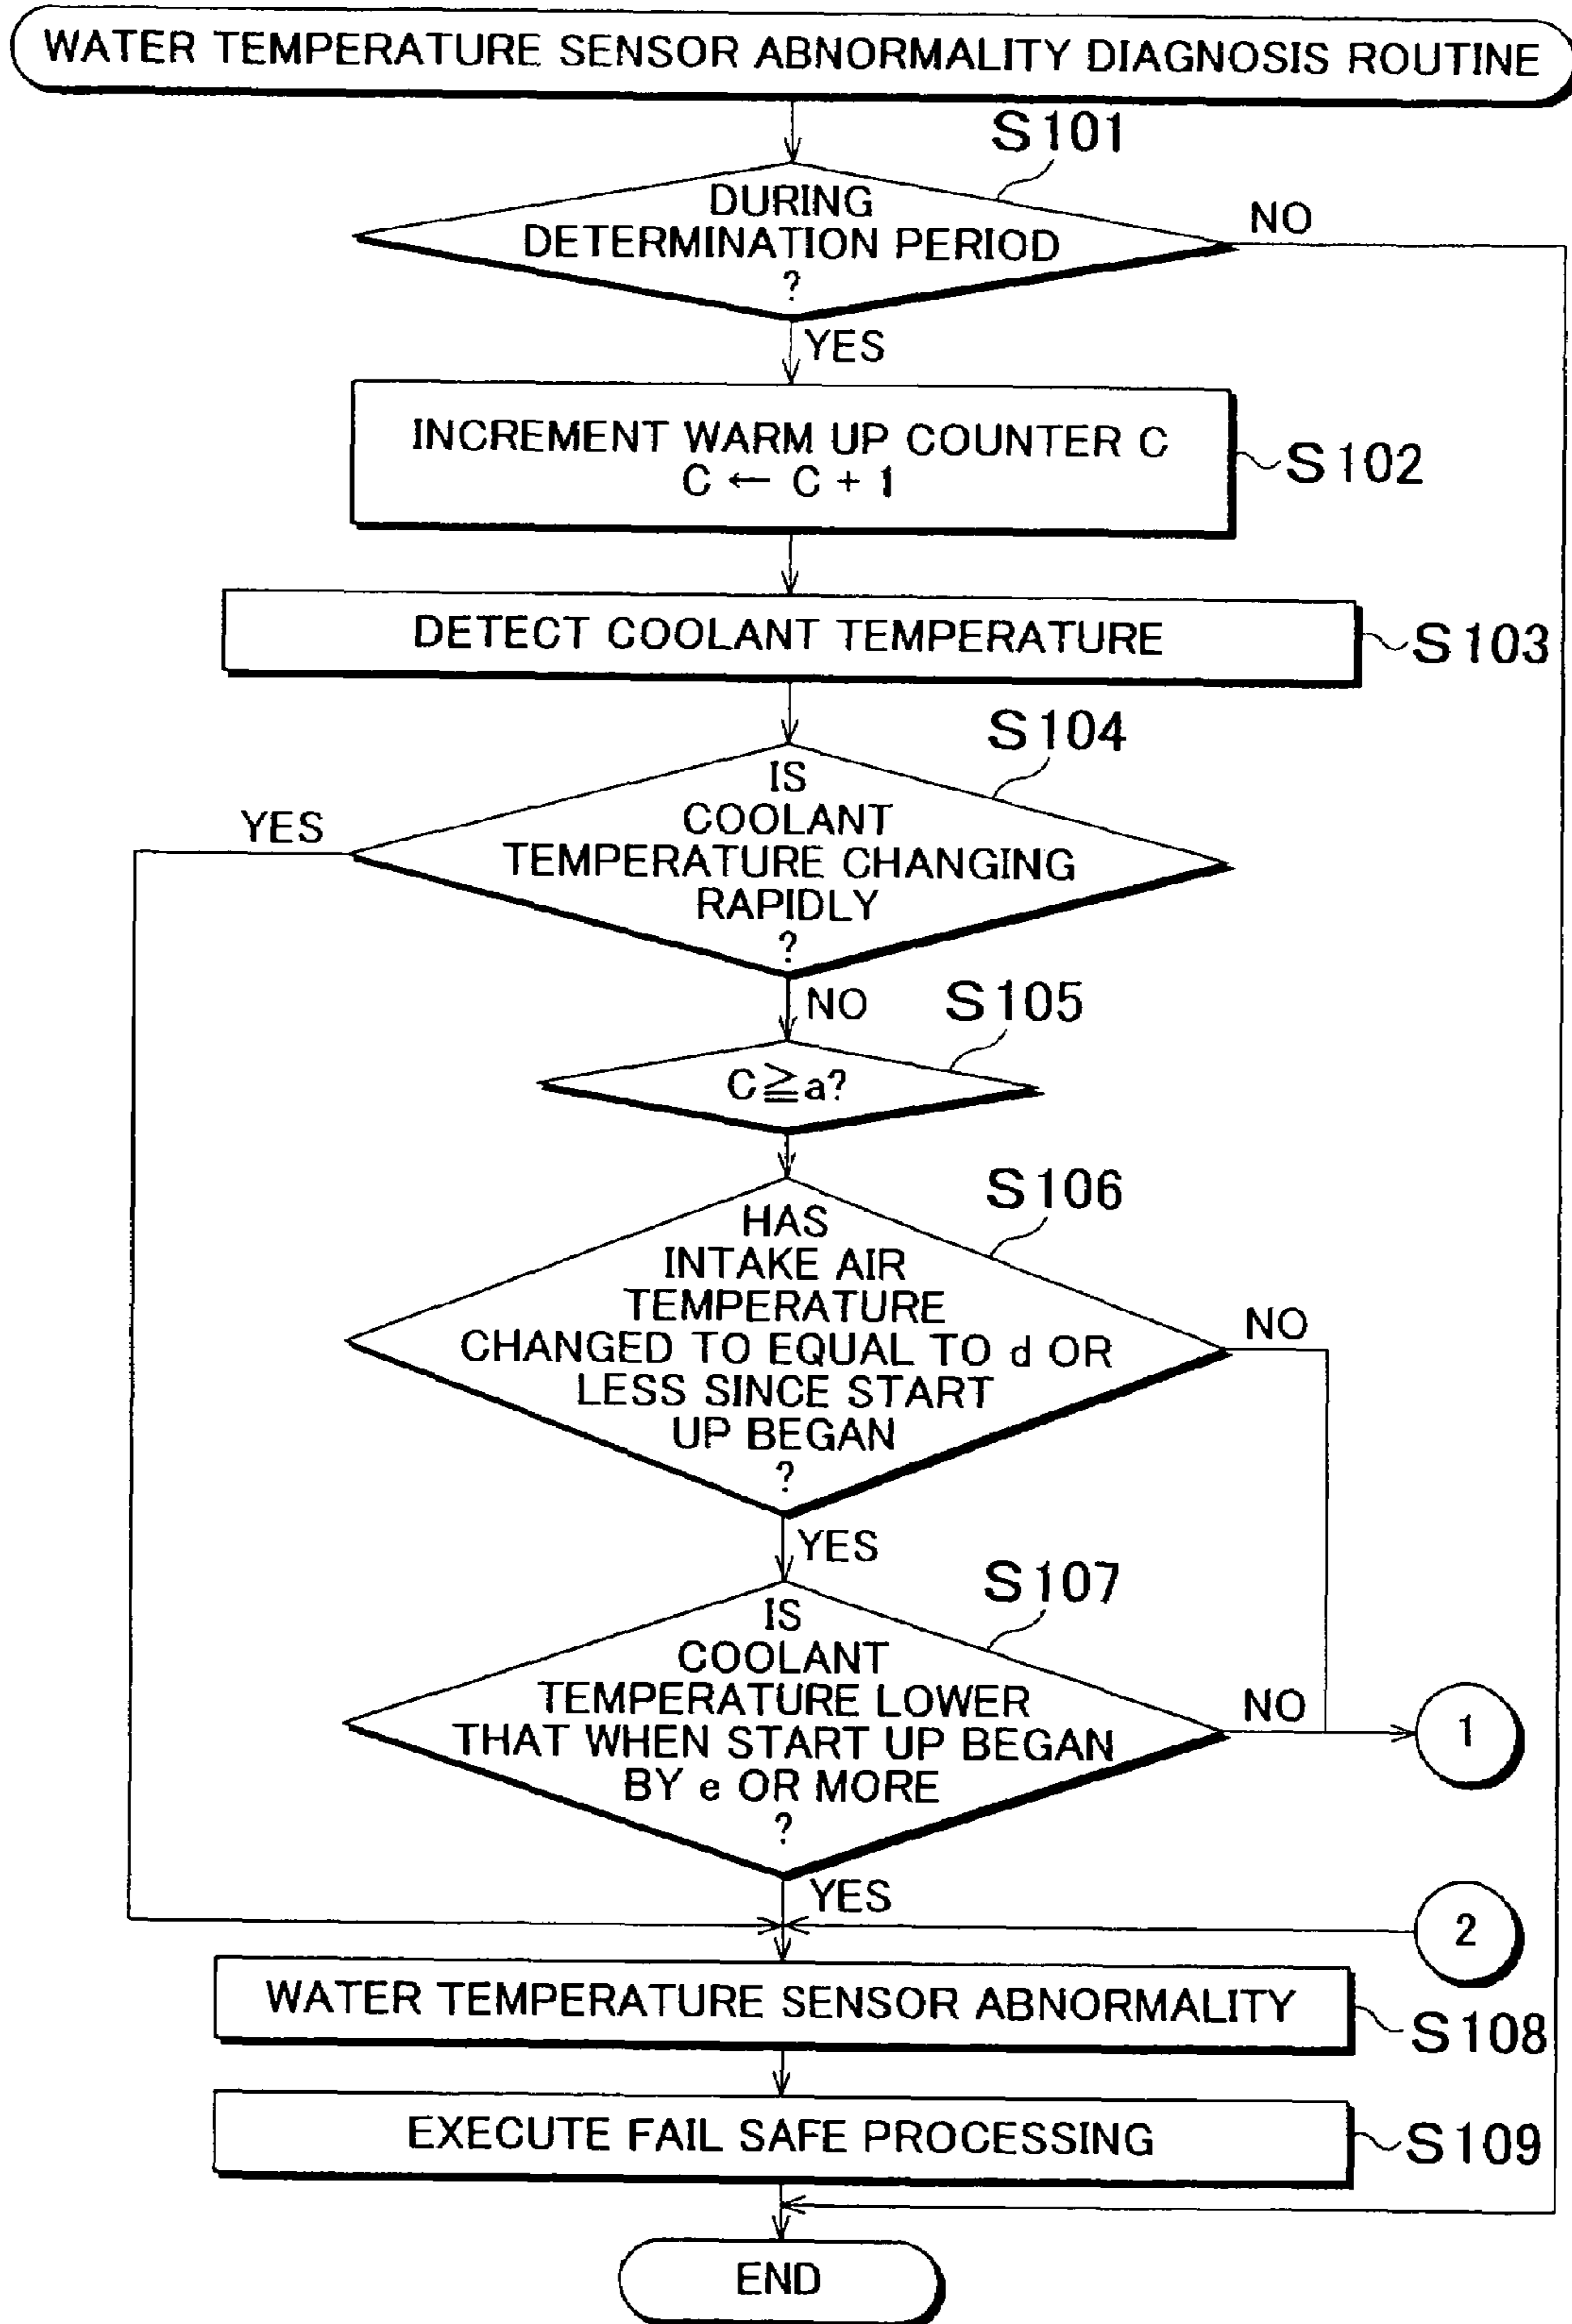 WATER TEMPERATURE SENSOR ABNORMALITY DIAGNOSIS ROUTINE
S101
DURING
DETERMINATION PERIOD
?
NO
YES
INCREMENT WARM UP COUNTER C
C ← C + 1
S102
DETECT COOLANT TEMPERATURE
S103
S104
IS
COOLANT
TEMPERATURE CHANGING
RAPIDLY
?
YES
NO
S105
C≧a?
S106
HAS
INTAKE AIR
TEMPERATURE
CHANGED TO EQUAL TO d OR
LESS SINCE START
UP BEGAN
?
NO
YES
S107
IS
COOLANT
TEMPERATURE LOWER
THAT WHEN START UP BEGAN
BY e OR MORE
?
NO
1
YES
2
WATER TEMPERATURE SENSOR ABNORMALITY
S108
EXECUTE FAIL SAFE PROCESSING
S109
END